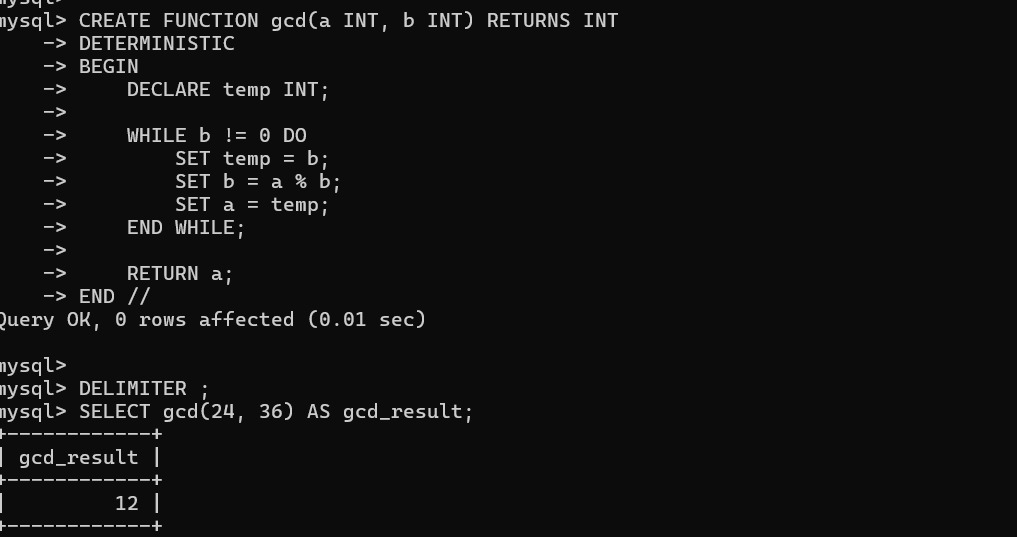 mysql>
mysql> CREATE FUNCTION gcd(a INT, b INT) RETURNS INT
    -> DETERMINISTIC
    -> BEGIN
    ->     DECLARE temp INT;
    ->
    ->     WHILE b != 0 DO
    ->         SET temp = b;
    ->         SET b = a % b;
    ->         SET a = temp;
    ->     END WHILE;
    ->
    ->     RETURN a;
    -> END //
Query OK, 0 rows affected (0.01 sec)
mysql>
mysql> DELIMITER ;
mysql> SELECT gcd(24, 36) AS gcd_result;
+------------+
| gcd_result |
+------------+
|         12 |
+------------+